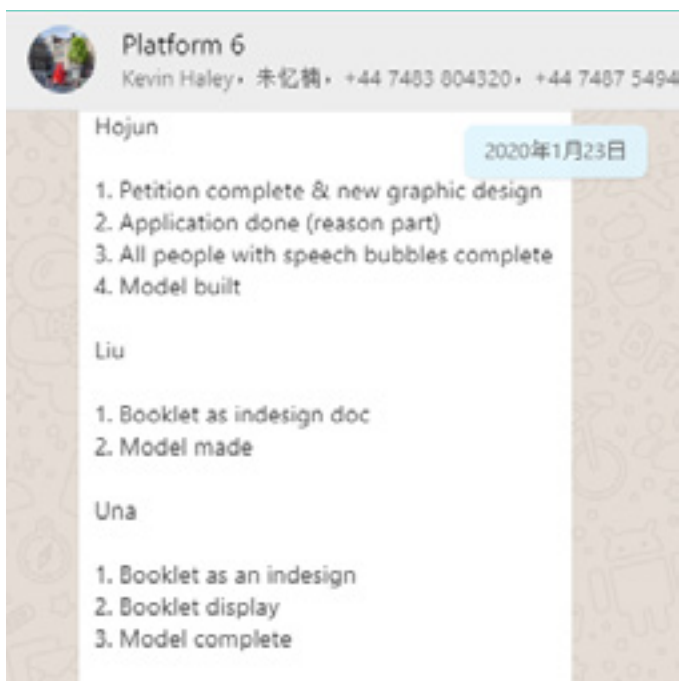 Platform 6
Kevin Haley, 朱忆楠, +44 7483 804320, +44 7487 5494
Hojun
2020年1月23日
1. Petition complete & new graphic design
2. Application done (reason part)
3. All people with speech bubbles complete
4. Model built
Liu
1. Booklet as indesign doc
2. Model made
Una
1. Booklet as an indesign
2. Booklet display
3. Model complete